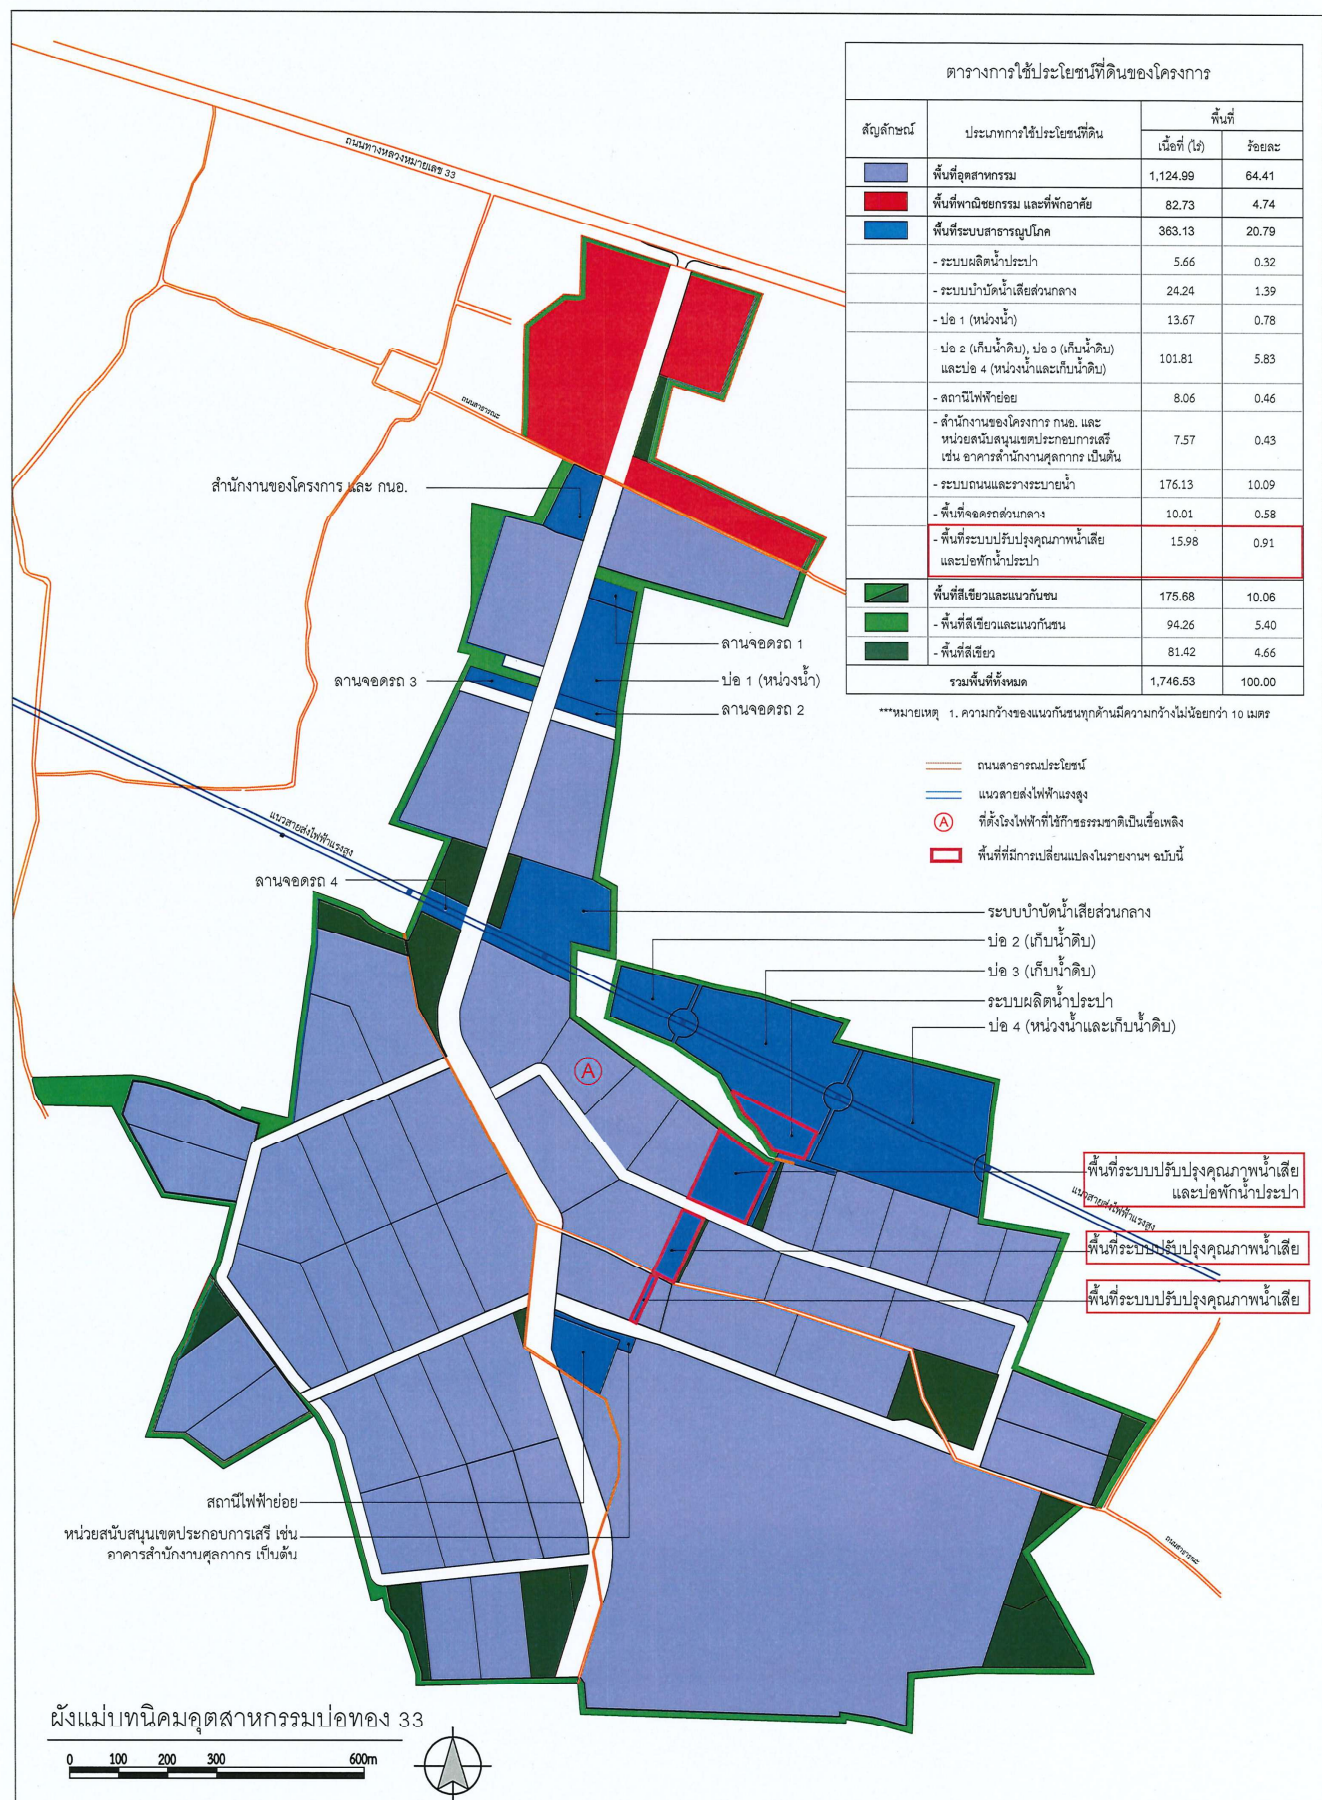 ตารางการใช้ประโยชน์ที่ดินของโครงการ
สัญลักษณ์ ประเภทการใช้ประโยชน์ที่ดิน พื้นที่
เนื้อที่ (ไร่) ร้อยละ
พื้นที่อุตสาหกรรม 1,124.99 64.41
พื้นที่พาณิชยกรรม และที่พักอาศัย 82.73 4.74
พื้นที่ระบบสาธารณูปโภค 363.13 20.79
- ระบบผลิตน้ำประปา 5.66 0.32
- ระบบบำบัดน้ำเสียส่วนกลาง 24.24 1.39
- บ่อ 1 (หน่วงน้ำ) 13.67 0.78
- บ่อ 2 (เก็บน้ำดิบ), บ่อ 3 (เก็บน้ำดิบ)
และบ่อ 4 (หน่วงน้ำและเก็บน้ำดิบ) 101.81 5.83
- สถานีไฟฟ้าย่อย 8.06 0.46
- สำนักงานของโครงการ กนอ. และ
หน่วยสนับสนุนเขตประกอบการเสรี 7.57 0.43
เช่น อาคารสำนักงานศุลกากร เป็นต้น
- ระบบถนนและรางระบายน้ำ 176.13 10.09
- พื้นที่จอดรถส่วนกลาง 10.01 0.58
- พื้นที่ระบบปรับปรุงคุณภาพน้ำเสีย 15.98 0.91
และบ่อพักน้ำประปา
พื้นที่สีเขียวและแนวกันชน 175.68 10.06
- พื้นที่สีเขียวและแนวกันชน 94.26 5.40
- พื้นที่สีเขียว 81.42 4.66
รวมพื้นที่ทั้งหมด 1,746.53 100.00
***หมายเหตุ 1. ความกว้างของแนวกันชนทุกด้านมีความกว้างไม่น้อยกว่า 10 เมตร
ถนนสาธารณประโยชน์
แนวสายส่งไฟฟ้าแรงสูง
A ที่ตั้งโรงไฟฟ้าที่ใช้ก๊าซธรรมชาติเป็นเชื้อเพลิง
พื้นที่ที่มีการเปลี่ยนแปลงในรายงานฯ ฉบับนี้
ถนนทางหลวงหมายเลข 33
ถนนสาธารณะ
สำนักงานของโครงการ และ กนอ.
ลานจอดรถ 1
บ่อ 1 (หน่วงน้ำ)
ลานจอดรถ 3
ลานจอดรถ 2
แนวสายส่งไฟฟ้าแรงสูง
ลานจอดรถ 4
ระบบบำบัดน้ำเสียส่วนกลาง
บ่อ 2 (เก็บน้ำดิบ)
บ่อ 3 (เก็บน้ำดิบ)
ระบบผลิตน้ำประปา
บ่อ 4 (หน่วงน้ำและเก็บน้ำดิบ)
A
พื้นที่ระบบปรับปรุงคุณภาพน้ำเสีย
และบ่อพักน้ำประปา
แนวสายส่งไฟฟ้าแรงสูง
พื้นที่ระบบปรับปรุงคุณภาพน้ำเสีย
พื้นที่ระบบปรับปรุงคุณภาพน้ำเสีย
สถานีไฟฟ้าย่อย
หน่วยสนับสนุนเขตประกอบการเสรี เช่น
อาคารสำนักงานศุลกากร เป็นต้น
ถนนสาธารณะ
ผังแม่บทนิคมอุตสาหกรรมบ่อทอง 33
0 100 200 300 600m